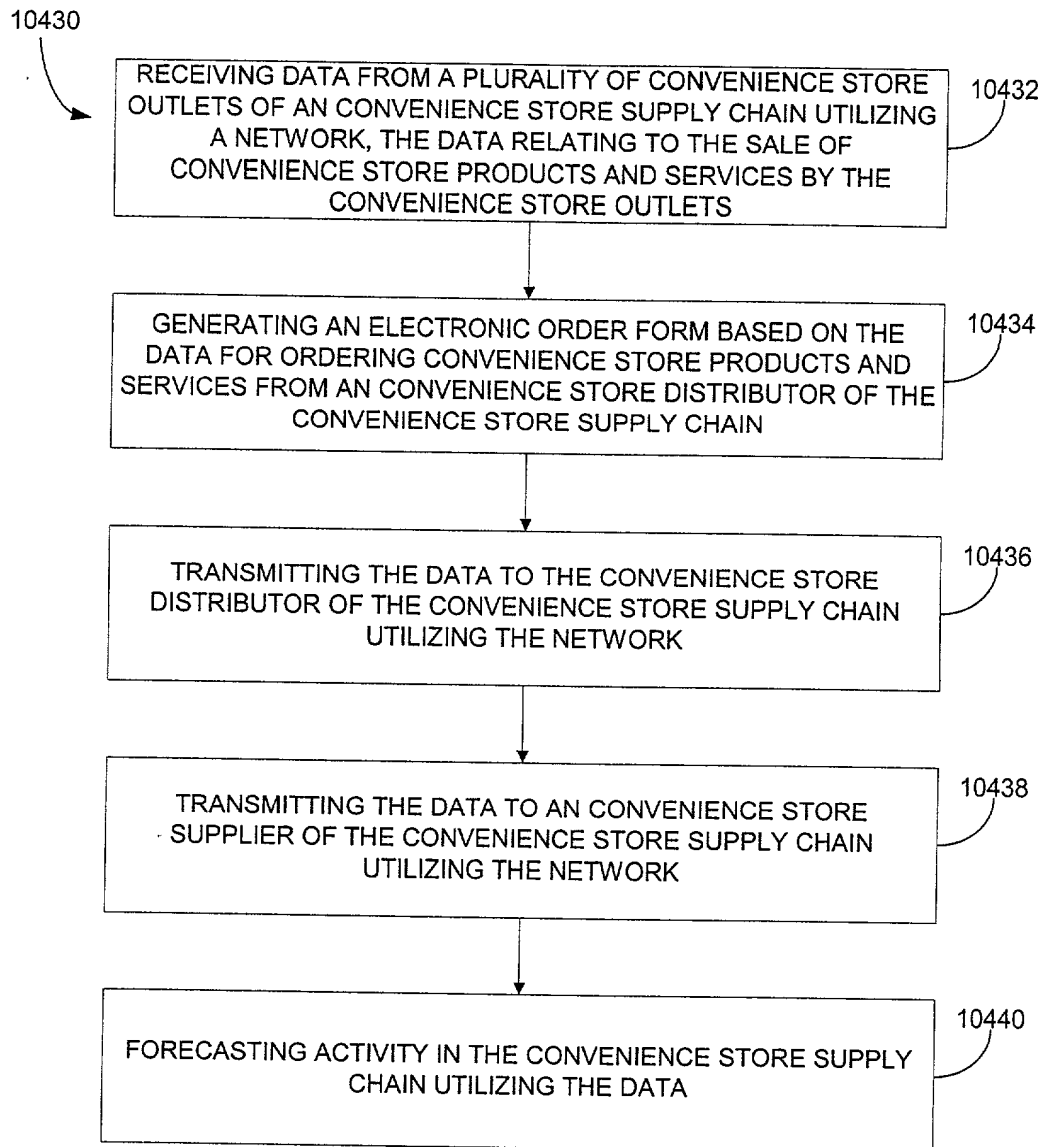 10430
RECEIVING DATA FROM A PLURALITY OF CONVENIENCE STORE
OUTLETS OF AN CONVENIENCE STORE SUPPLY CHAIN UTILIZING
A NETWORK, THE DATA RELATING TO THE SALE OF
CONVENIENCE STORE PRODUCTS AND SERVICES BY THE
CONVENIENCE STORE OUTLETS
10432
GENERATING AN ELECTRONIC ORDER FORM BASED ON THE
DATA FOR ORDERING CONVENIENCE STORE PRODUCTS AND
SERVICES FROM AN CONVENIENCE STORE DISTRIBUTOR OF THE
CONVENIENCE STORE SUPPLY CHAIN
10434
TRANSMITTING THE DATA TO THE CONVENIENCE STORE
DISTRIBUTOR OF THE CONVENIENCE STORE SUPPLY CHAIN
UTILIZING THE NETWORK
10436
TRANSMITTING THE DATA TO AN CONVENIENCE STORE
SUPPLIER OF THE CONVENIENCE STORE SUPPLY CHAIN
UTILIZING THE NETWORK
10438
FORECASTING ACTIVITY IN THE CONVENIENCE STORE SUPPLY
CHAIN UTILIZING THE DATA
10440